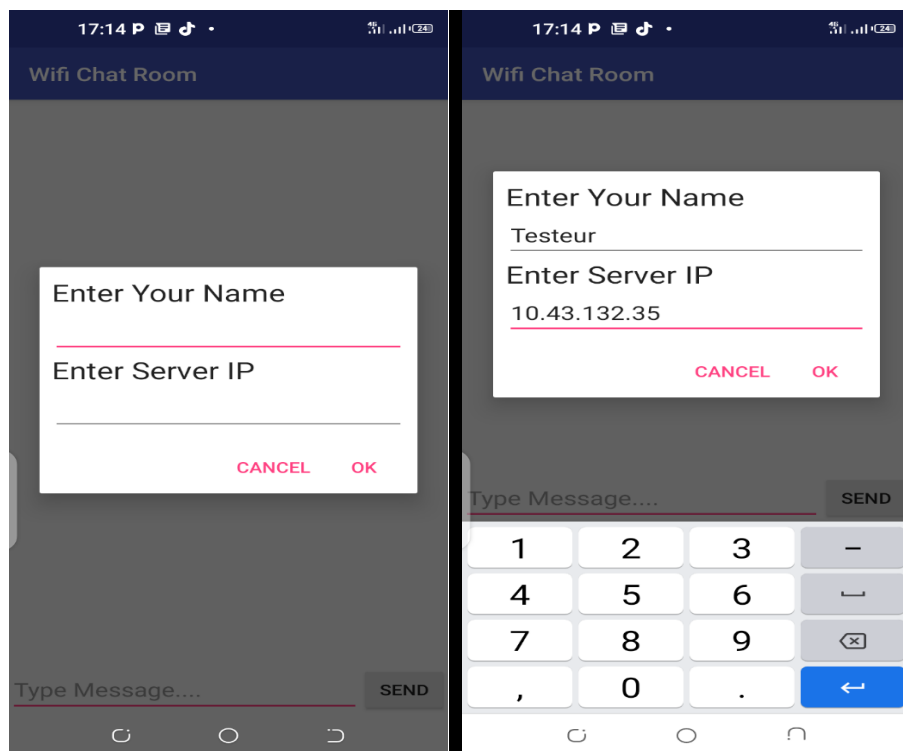 17:14 P
24
Wifi Chat Room
Enter Your Name
Enter Server IP
CANCEL OK
Type Message....
SEND
17:14 P
24
Wifi Chat Room
Enter Your Name
Testeur
Enter Server IP
10.43.132.35
CANCEL OK
Type Message....
SEND
1 2 3 –
4 5 6
7 8 9
, 0 .